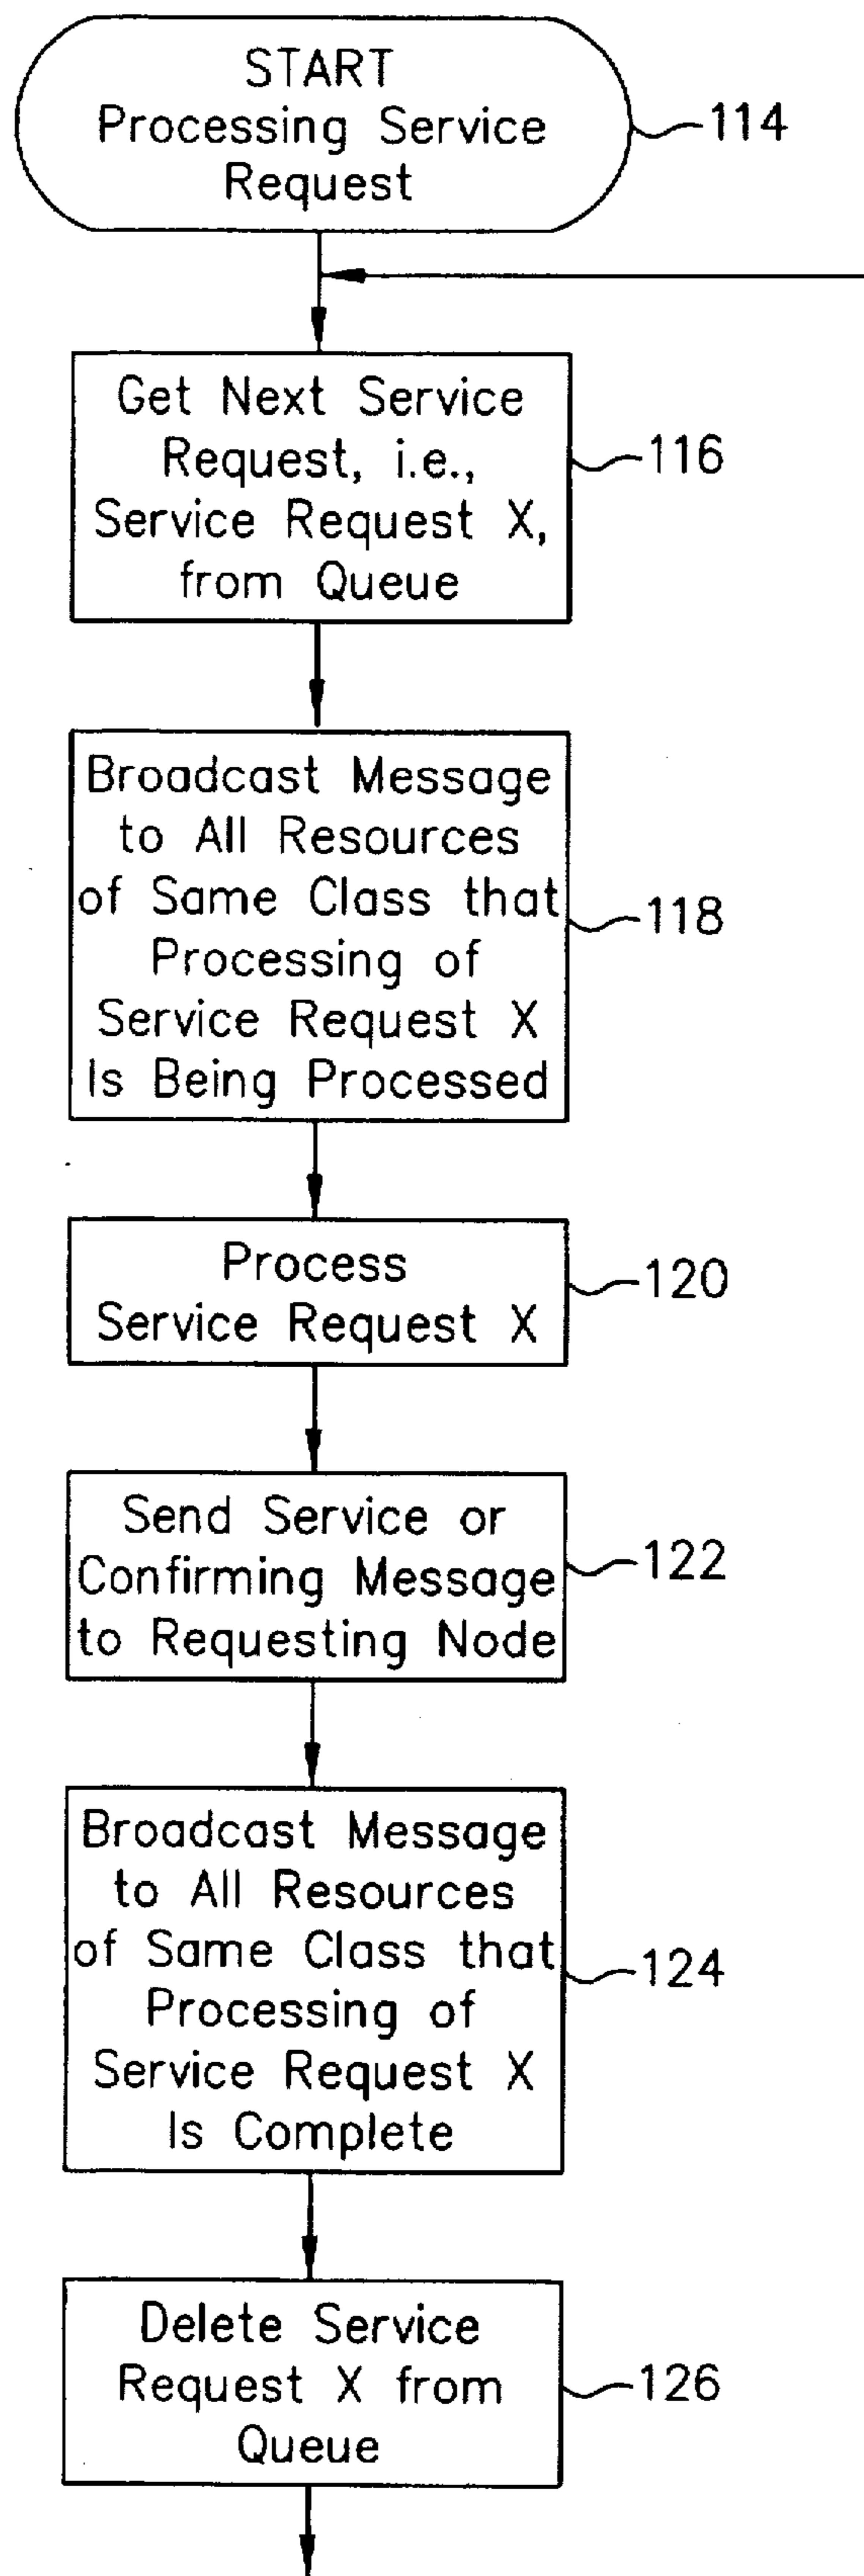 START
Processing Service
Request
114
Get Next Service
Request, i.e.,
Service Request X,
from Queue
116
Broadcast Message
to All Resources
of Same Class that
Processing of
Service Request X
Is Being Processed
118
Process
Service Request X
120
Send Service or
Confirming Message
to Requesting Node
122
Broadcast Message
to All Resources
of Same Class that
Processing of
Service Request X
Is Complete
124
Delete Service
Request X from
Queue
126